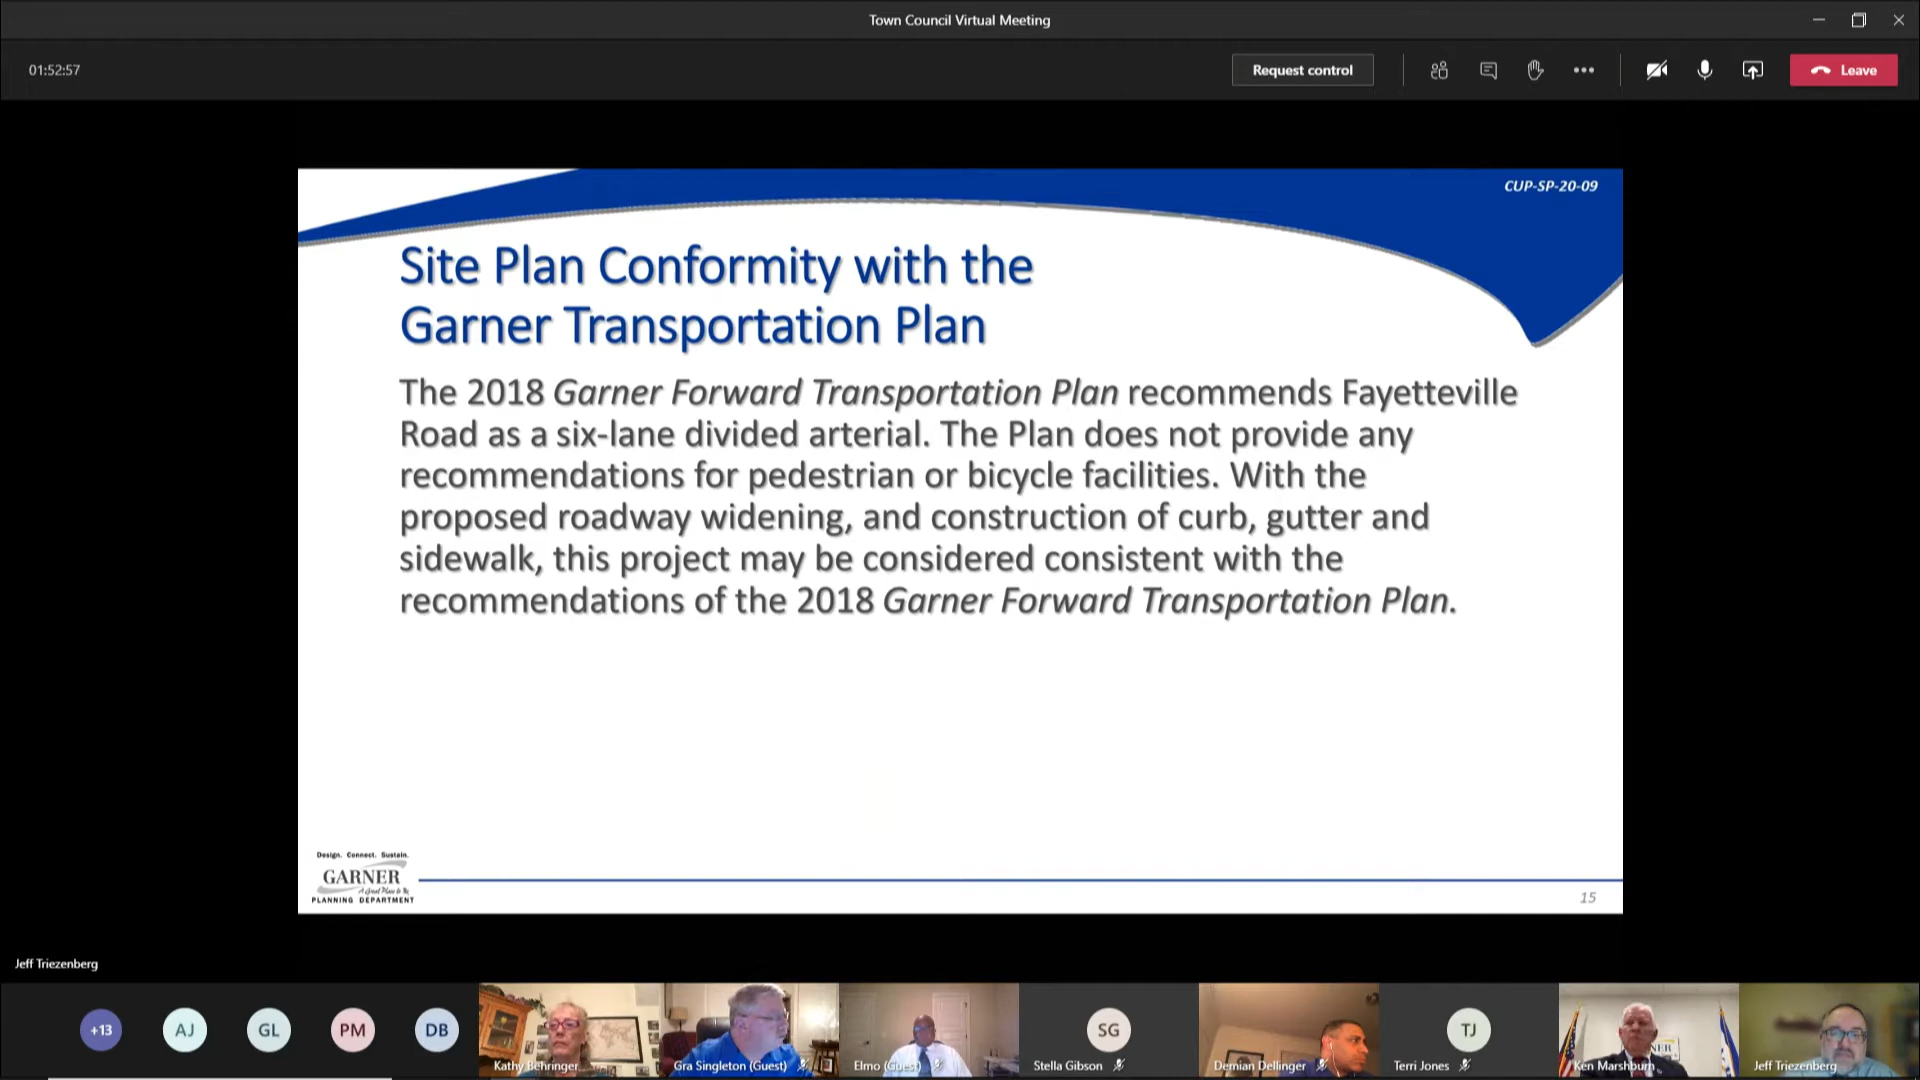 Town Council Virtual Meeting
01:52:57
Request control
Leave
CUP-SP-20-09
Site Plan Conformity with the
Garner Transportation Plan
The 2018 Garner Forward Transportation Plan recommends Fayetteville
Road as a six-lane divided arterial. The Plan does not provide any
recommendations for pedestrian or bicycle facilities. With the
proposed roadway widening, and construction of curb, gutter and
sidewalk, this project may be considered consistent with the
recommendations of the 2018 Garner Forward Transportation Plan.
Design. Connect. Sustain.
GARNER
A Great Place to Be
PLANNING DEPARTMENT
15
Jeff Triezenberg
+13
AJ
GL
PM
DB
Kathy Behringer
Gra Singleton (Guest)
Elmo (Guest)
SG
Stella Gibson
Demian Dellinger
TJ
Terri Jones
Ken Marshburn
Jeff Triezenberg